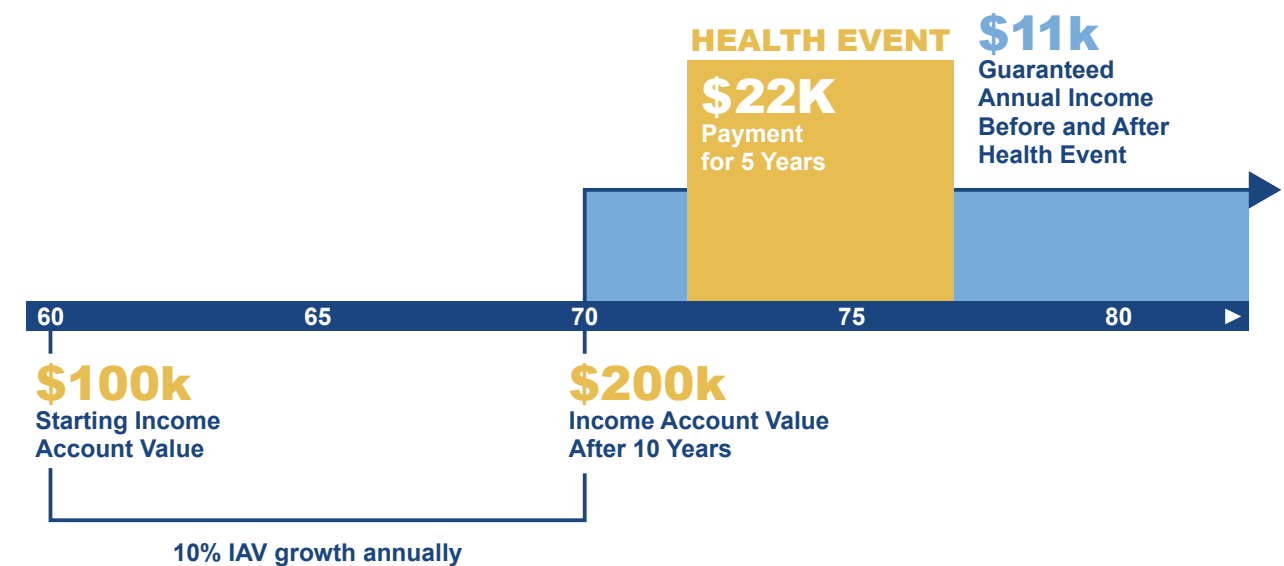 HEALTH EVENT
$22K
Payment
for 5 Years
$11k
Guaranteed
Annual Income
Before and After
Health Event
60
65
70
75
80
$100k
Starting Income
Account Value
$200k
Income Account Value
After 10 Years
10% IAV growth annually